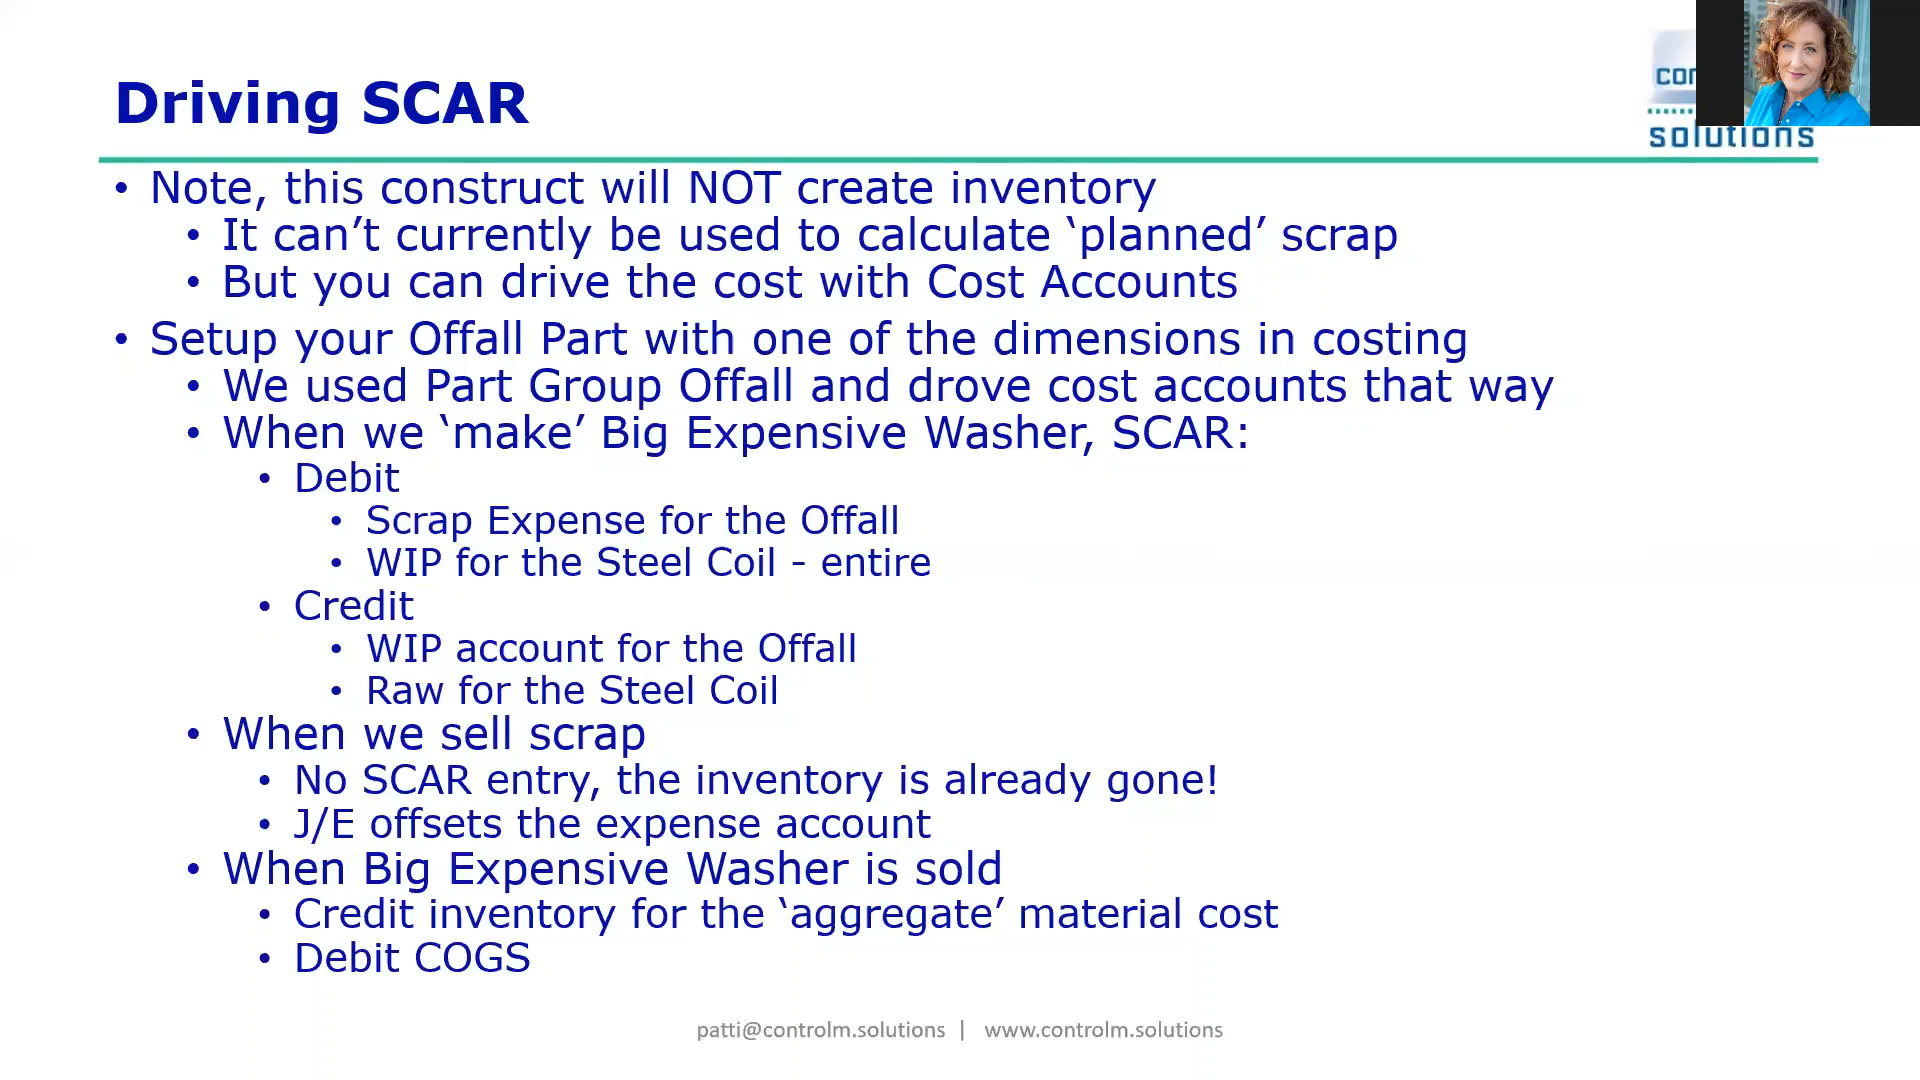 Driving SCAR
solutions
• Note, this construct will NOT create inventory
• It can’t currently be used to calculate ‘planned’ scrap
• But you can drive the cost with Cost Accounts
• Setup your Offall Part with one of the dimensions in costing
• We used Part Group Offall and drove cost accounts that way
• When we ‘make’ Big Expensive Washer, SCAR:
• Debit
• Scrap Expense for the Offall
• WIP for the Steel Coil - entire
• Credit
• WIP account for the Offall
• Raw for the Steel Coil
• When we sell scrap
• No SCAR entry, the inventory is already gone!
• J/E offsets the expense account
• When Big Expensive Washer is sold
• Credit inventory for the ‘aggregate’ material cost
• Debit COGS
patti@controlm.solutions | www.controlm.solutions